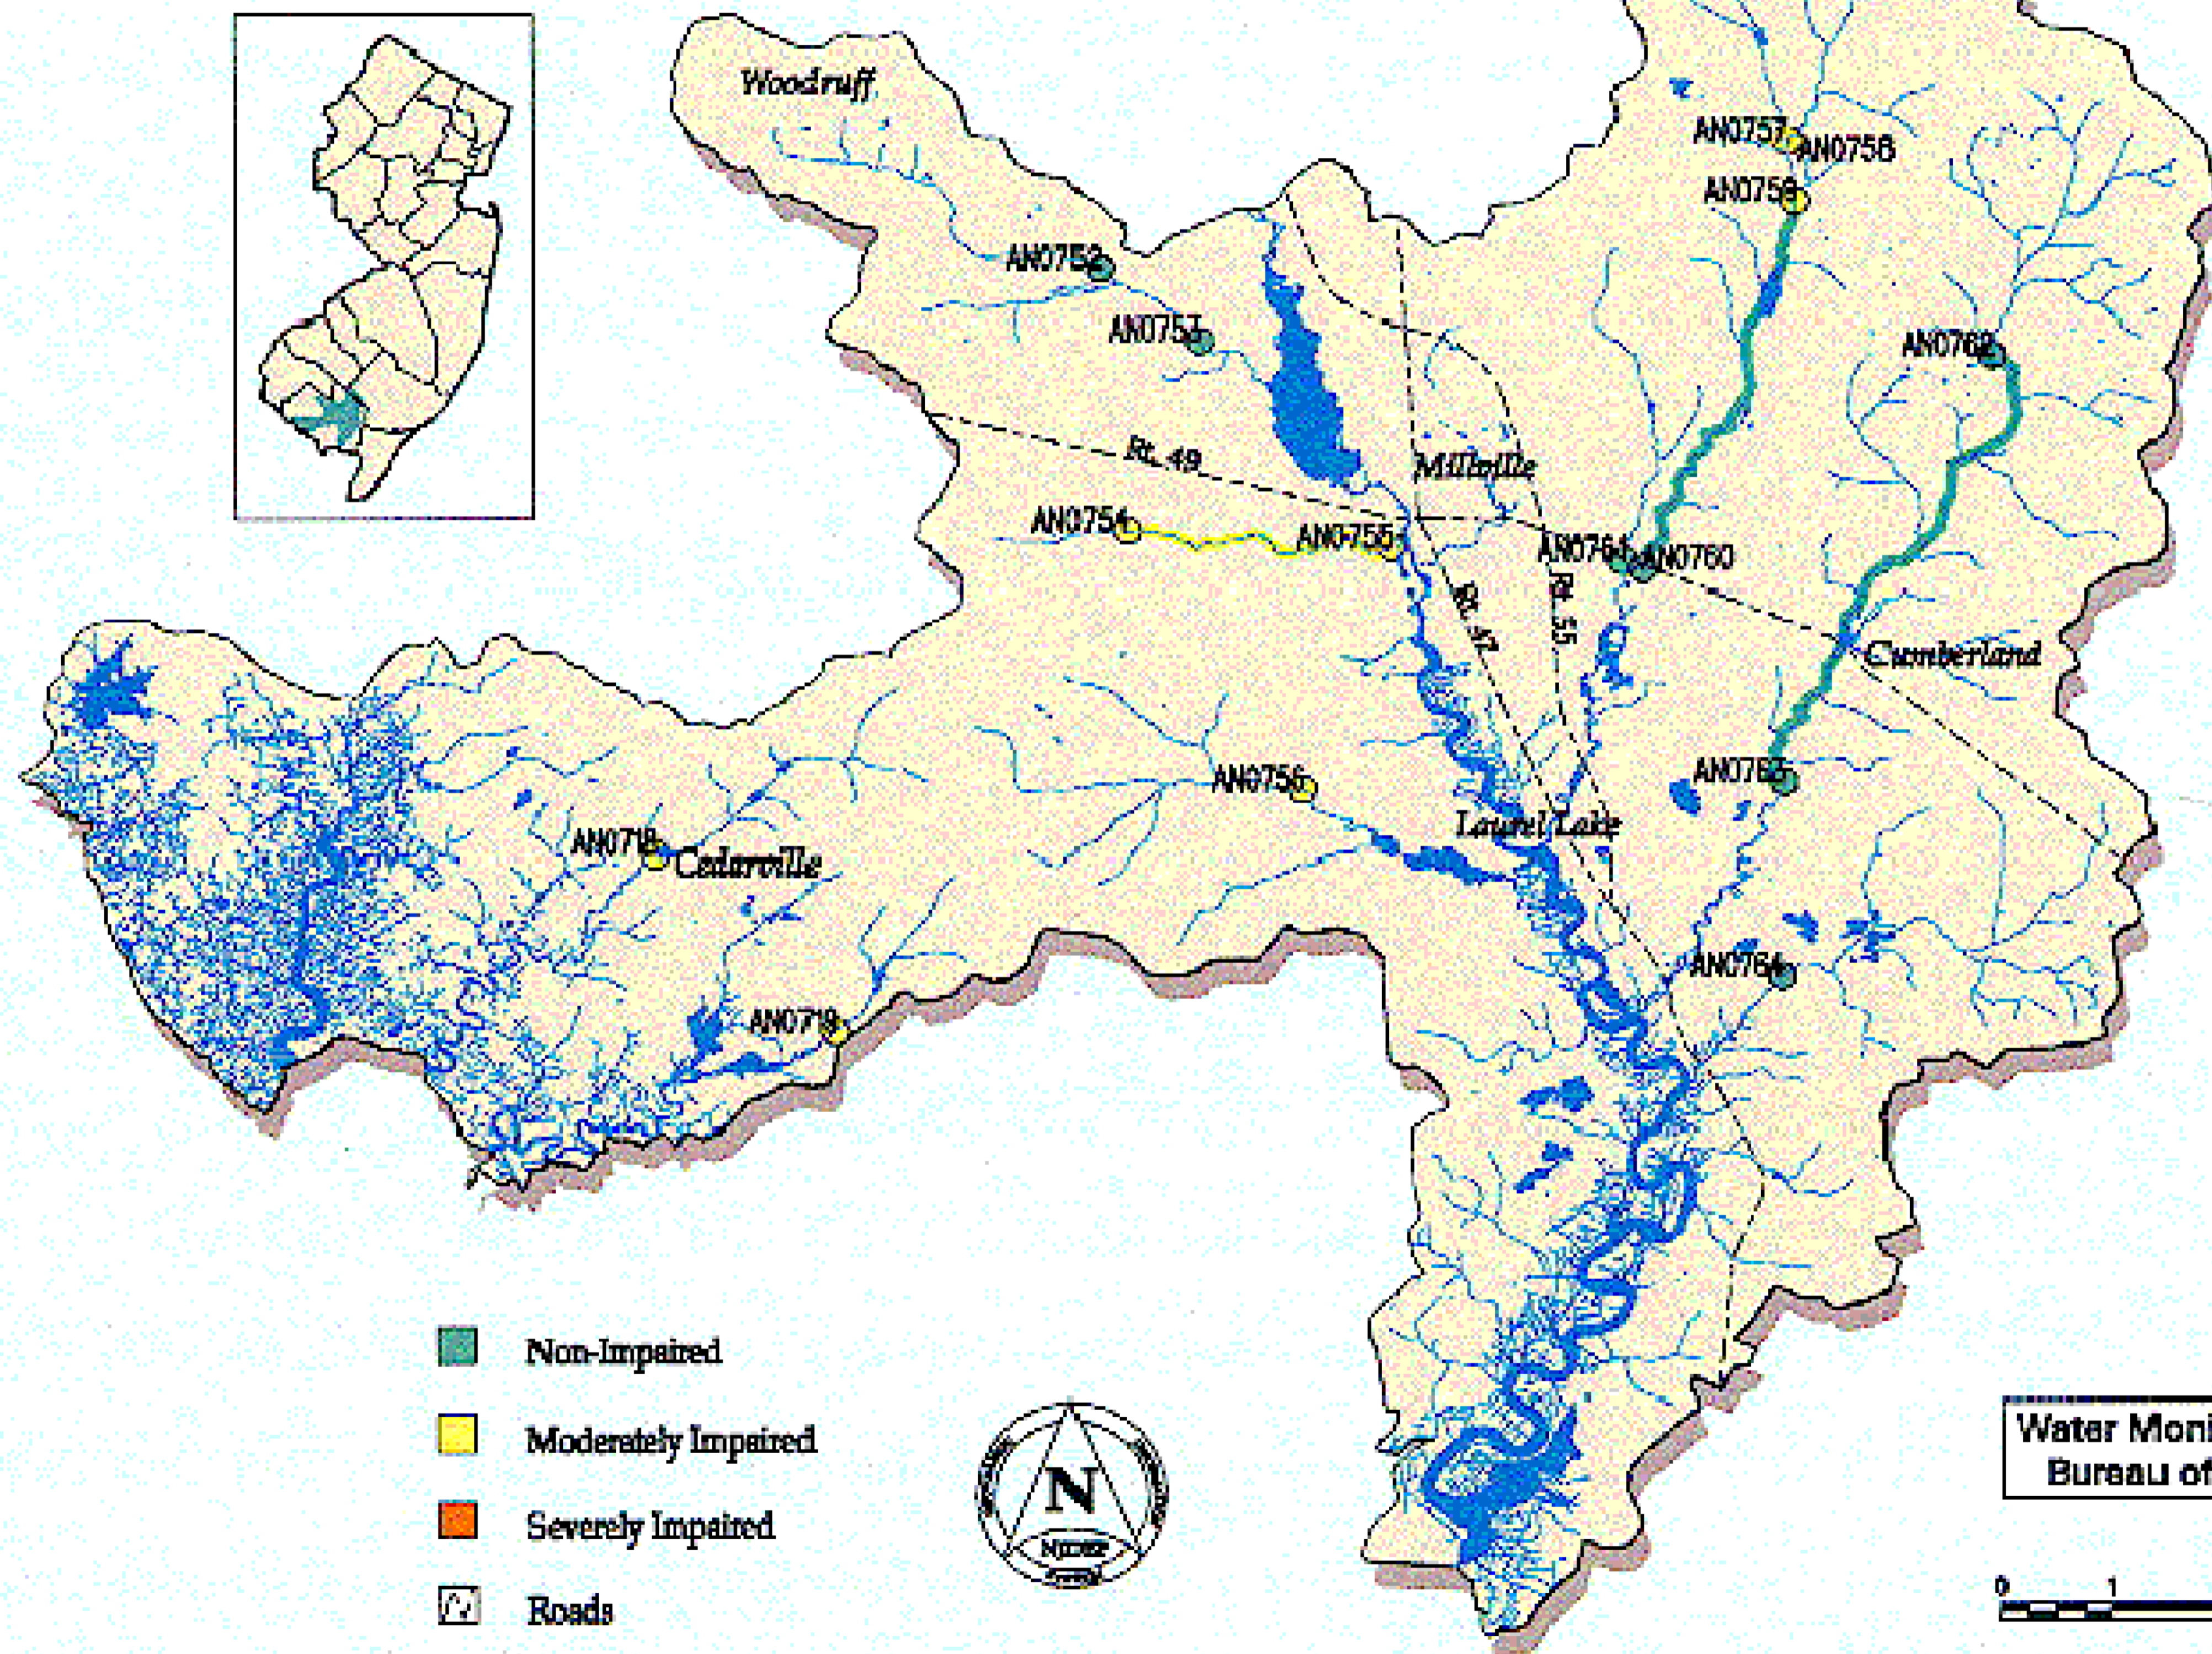 Woodruff
AN0757
AN0758
AN0752
AN0753
AN0762
Rt. 49
Millville
AN0754
AN0755
AN0761
AN0760
Rt. 47
Rt. 55
Cumberland
AN0756
AN0763
Laurel Lake
AN0718
Cedarville
AN0764
AN0719
Non-Impaired
Moderately Impaired
Severely Impaired
Roads
N
NJDEP
Water Moni
Bureau of
0 1